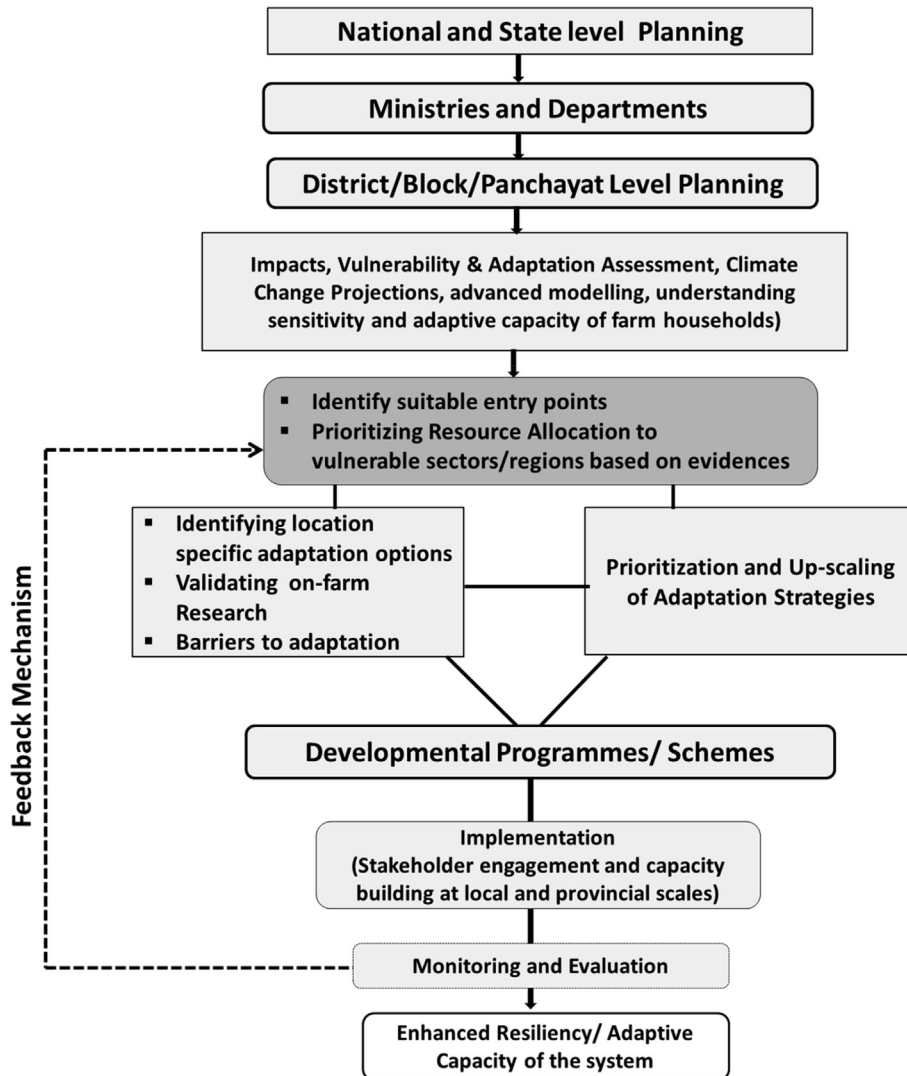 National and State level Planning
Ministries and Departments
District/Block/Panchayat Level Planning
Impacts, Vulnerability & Adaptation Assessment, Climate
Change Projections, advanced modelling, understanding
sensitivity and adaptive capacity of farm households)
▪ Identify suitable entry points
▪ Prioritizing Resource Allocation to
vulnerable sectors/regions based on evidences
▪ Identifying location
specific adaptation options
▪ Validating on-farm
Research
▪ Barriers to adaptation
Prioritization and Up-scaling
of Adaptation Strategies
Feedback Mechanism
Developmental Programmes/ Schemes
Implementation
(Stakeholder engagement and capacity
building at local and provincial scales)
Monitoring and Evaluation
Enhanced Resiliency/ Adaptive
Capacity of the system